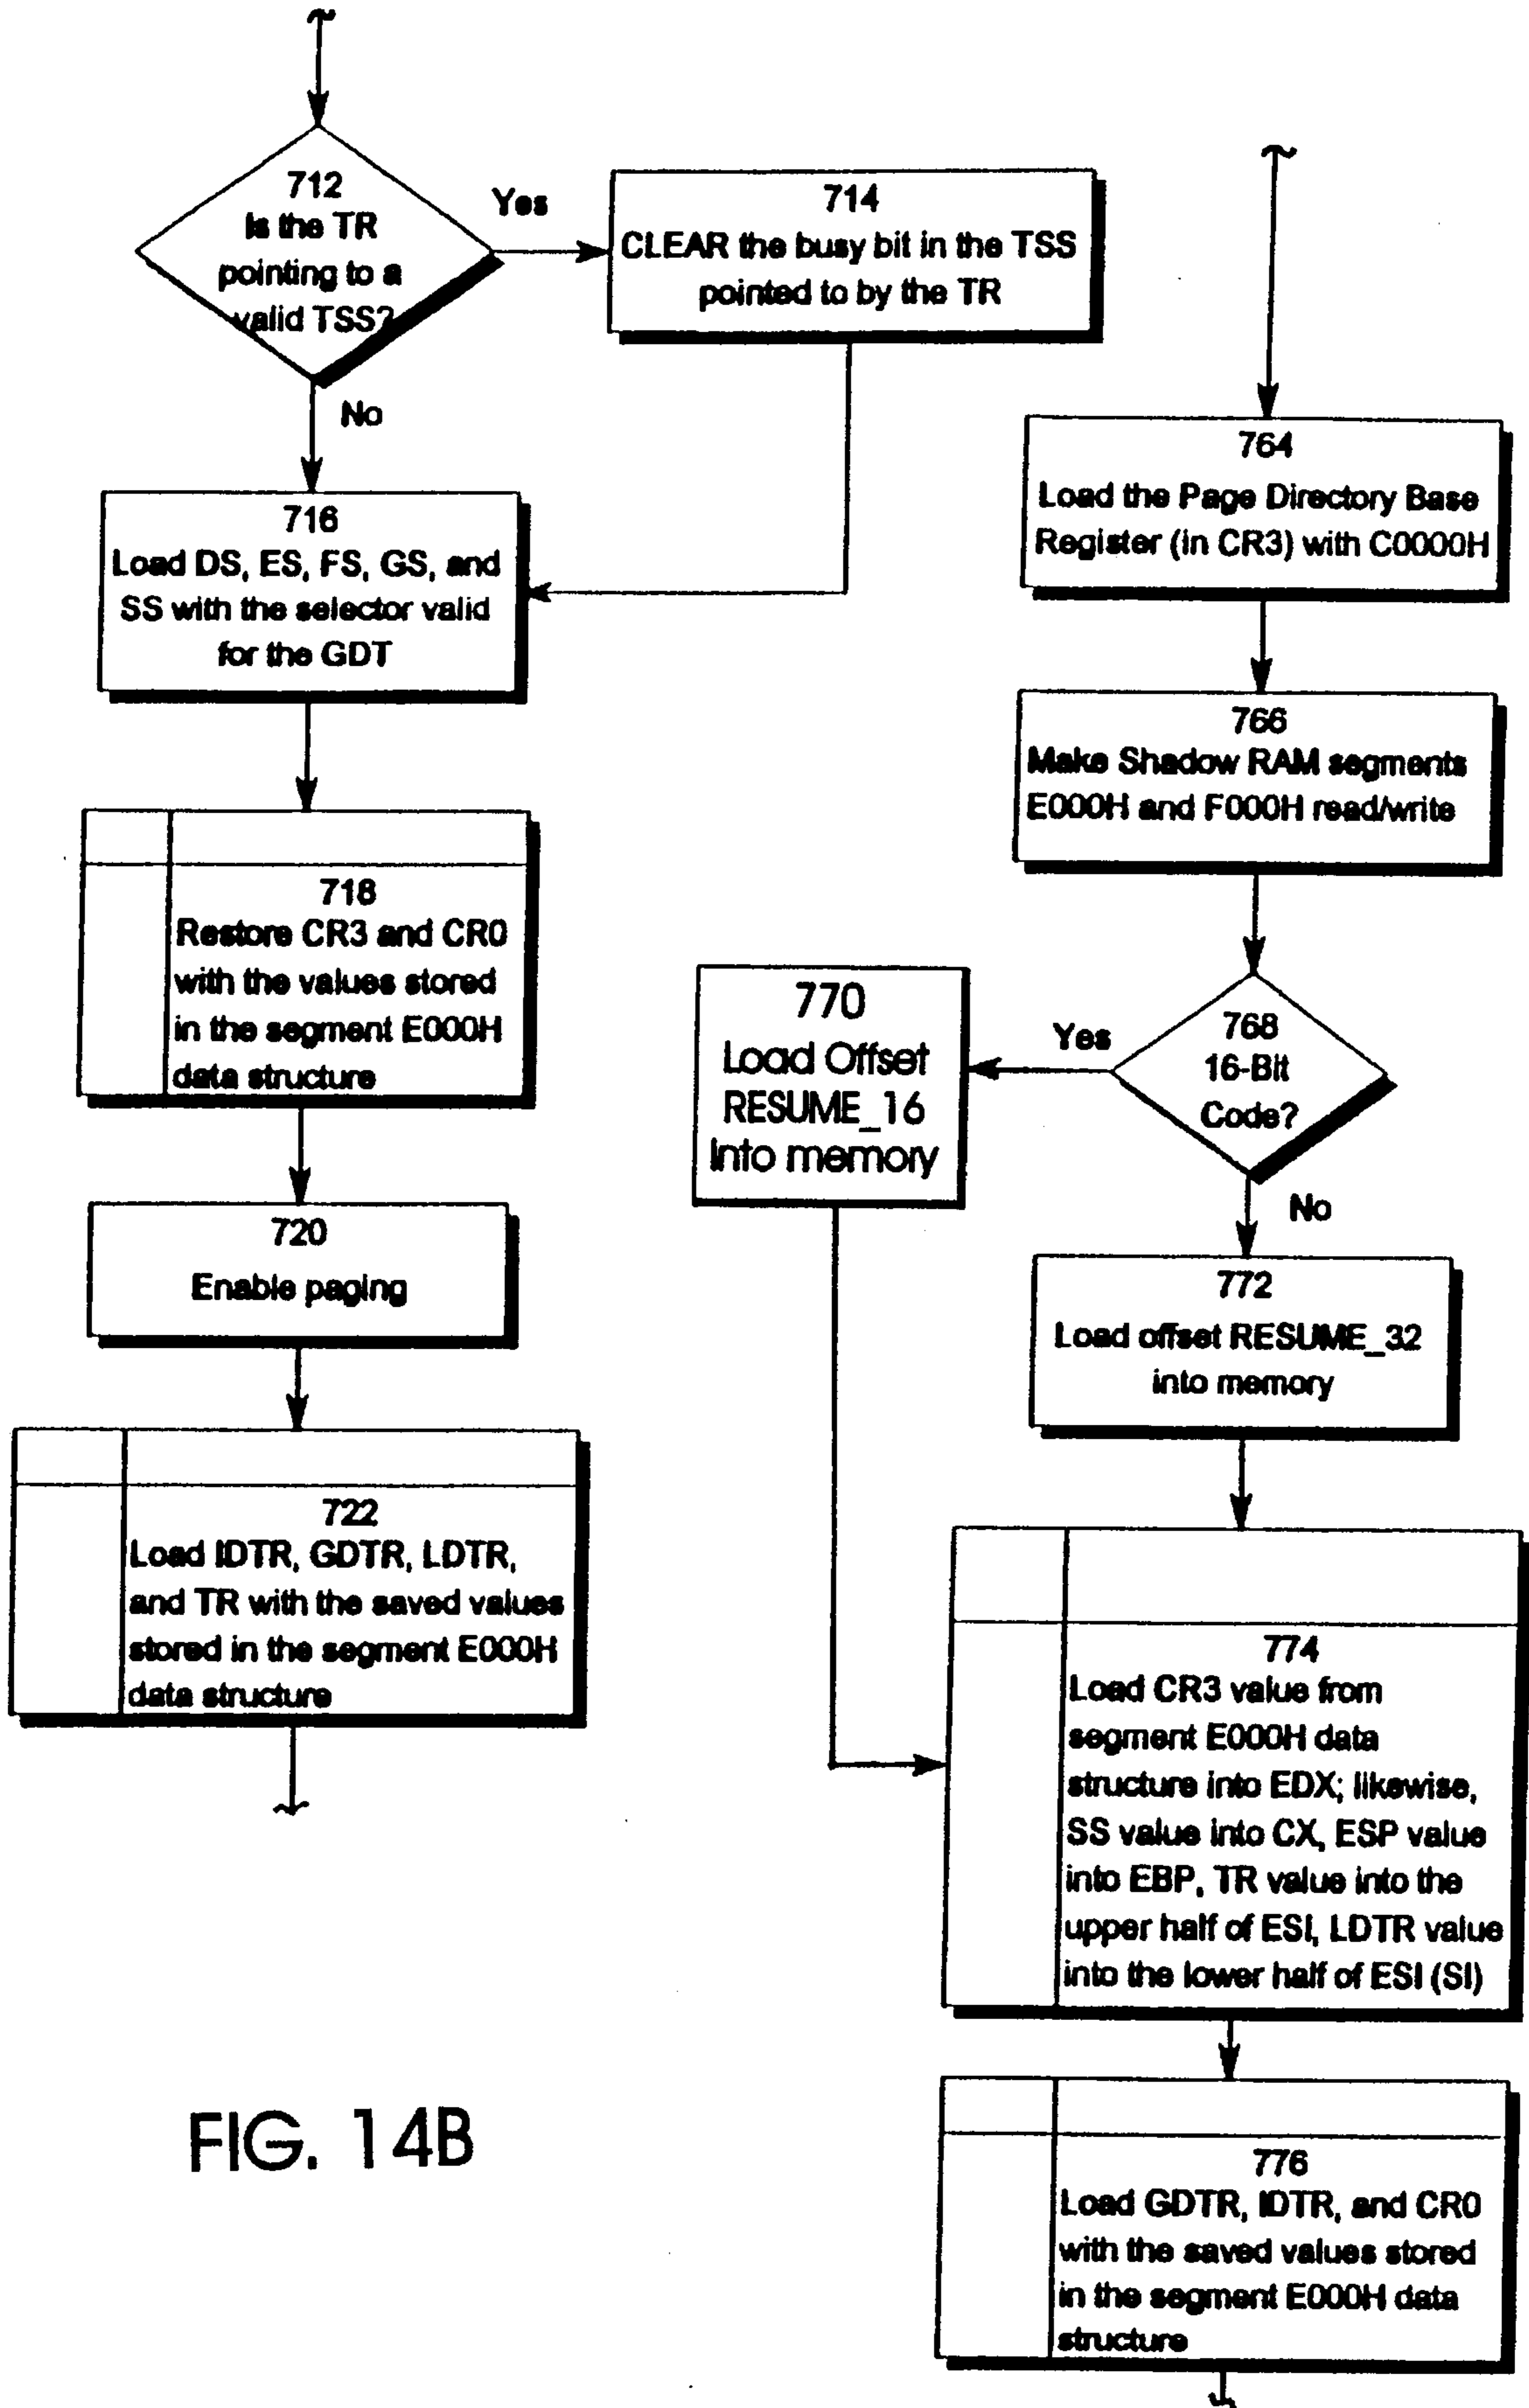 712
Is the TR
pointing to a
valid TSS?
Yes
No
714
CLEAR the busy bit in the TSS
pointed to by the TR
716
Load DS, ES, FS, GS, and
SS with the selector valid
for the GDT
718
Restore CR3 and CR0
with the values stored
in the segment E000H
data structure
720
Enable paging
722
Load IDTR, GDTR, LDTR,
and TR with the saved values
stored in the segment E000H
data structure
764
Load the Page Directory Base
Register (in CR3) with C0000H
766
Make Shadow RAM segments
E000H and F000H read/write
768
16-Bit
Code?
Yes
No
770
Load Offset
RESUME_16
into memory
772
Load offset RESUME_32
into memory
774
Load CR3 value from
segment E000H data
structure into EDX; likewise,
SS value into CX, ESP value
into EBP, TR value into the
upper half of ESI, LDTR value
into the lower half of ESI (SI)
776
Load GDTR, IDTR, and CR0
with the saved values stored
in the segment E000H data
structure
FIG. 14B